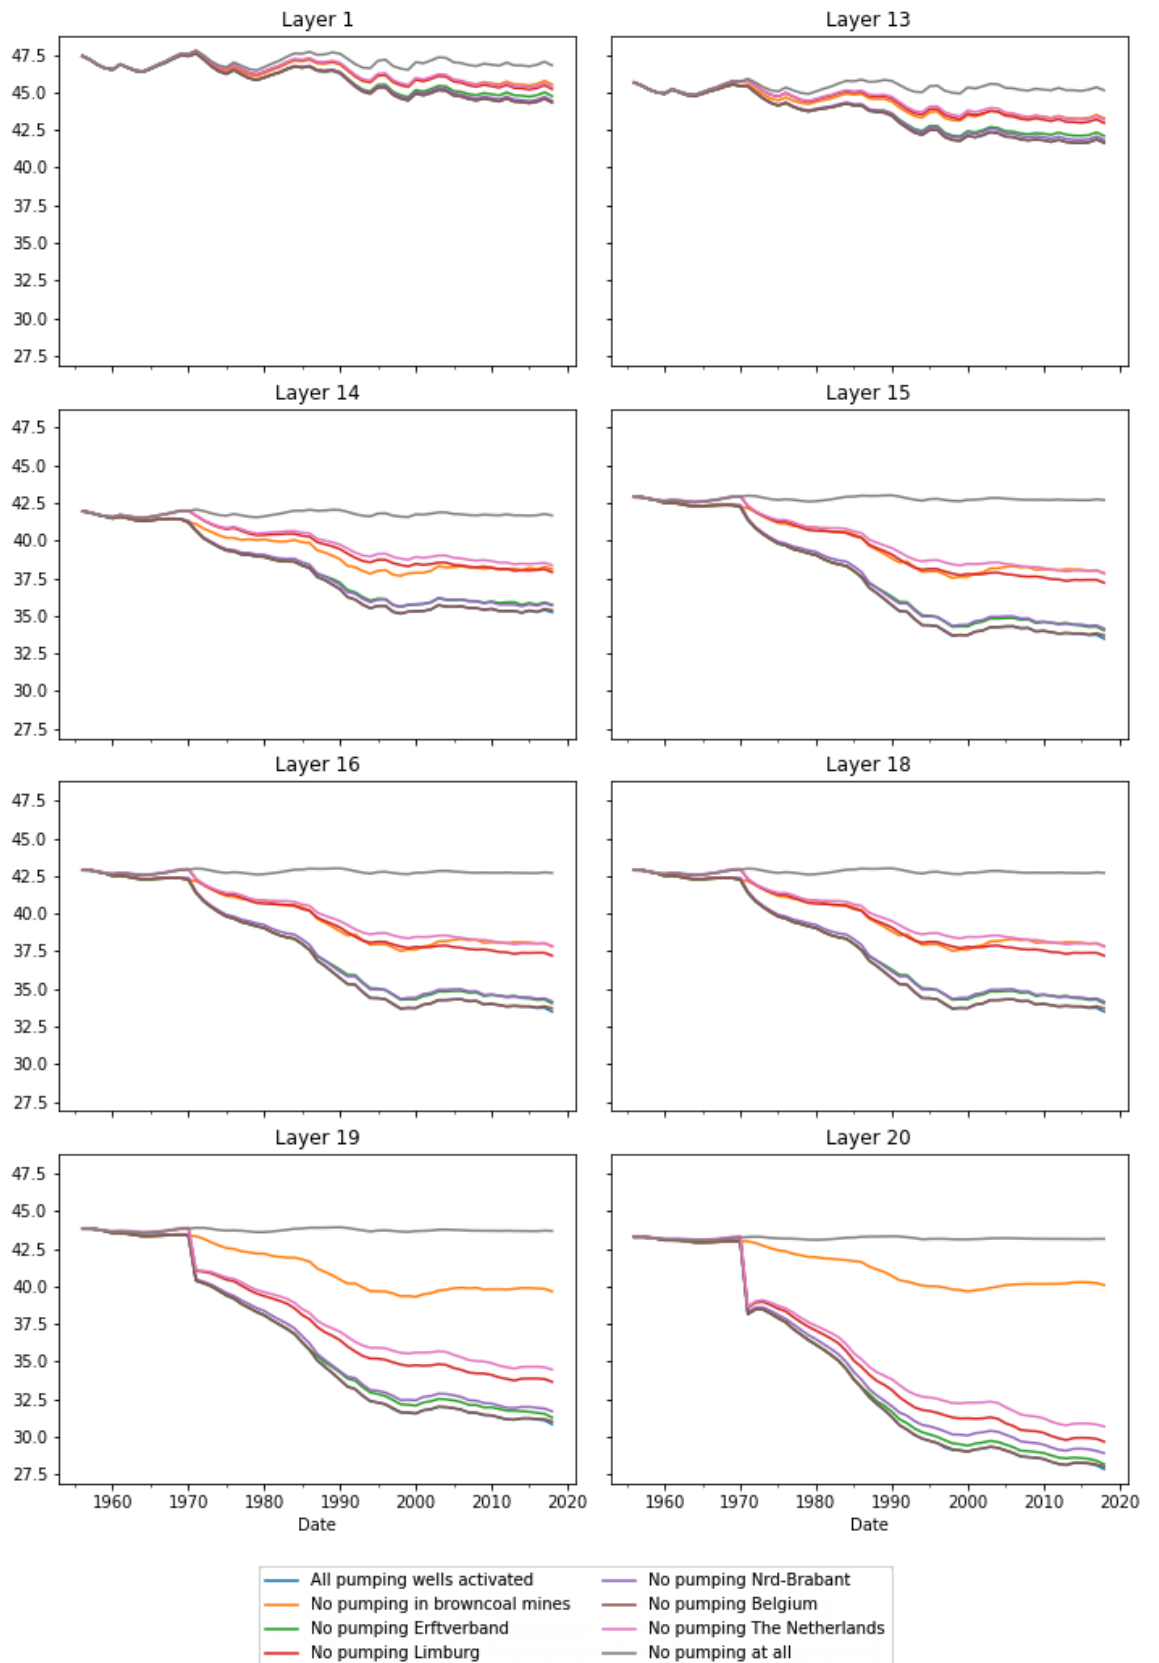 Layer 1
Layer 13
47.5
45.0
42.5
40.0
37.5
35.0
32.5
30.0
27.5
Layer 14
Layer 15
47.5
45.0
42.5
40.0
37.5
35.0
32.5
30.0
27.5
Layer 16
Layer 18
47.5
45.0
42.5
40.0
37.5
35.0
32.5
30.0
27.5
Layer 19
Layer 20
47.5
45.0
42.5
40.0
37.5
35.0
32.5
30.0
27.5
1960 1970 1980 1990 2000 2010 2020
Date
1960 1970 1980 1990 2000 2010 2020
Date
All pumping wells activated
No pumping in browncoal mines
No pumping Erftverband
No pumping Limburg
No pumping Nrd-Brabant
No pumping Belgium
No pumping The Netherlands
No pumping at all